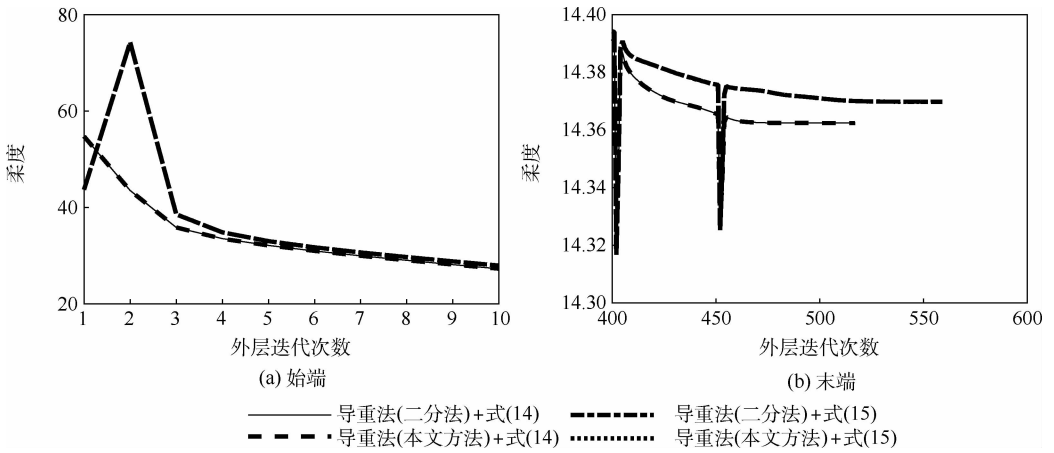 80
60
40
20
柔度
1 2 3 4 5 6 7 8 9 10
外层迭代次数
(a) 始端
14.40
14.38
14.36
14.34
14.32
14.30
柔度
400 450 500 550 600
外层迭代次数
(b) 末端
导重法(二分法)+式(14)
导重法(二分法)+式(15)
导重法(本文方法)+式(14)
导重法(本文方法)+式(15)